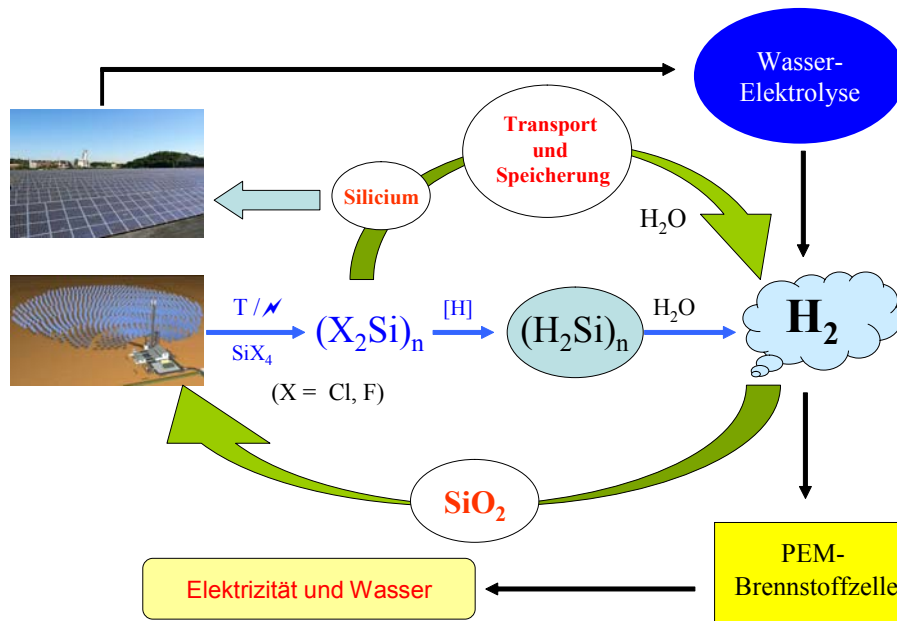 Wasser-
Elektrolyse
Transport
und
Speicherung
Silicium
H₂O
T /
SiX₄
(X₂Si)ₙ
[H]
(H₂Si)ₙ
H₂O
H₂
(X = Cl, F)
SiO₂
PEM-
Brennstoffzelle
Elektrizität und Wasser